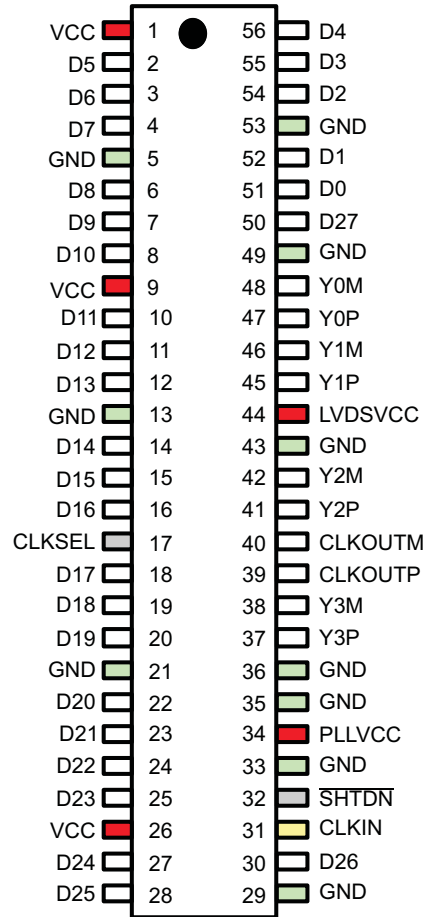 VCC 1 56 D4
D5 2 55 D3
D6 3 54 D2
D7 4 53 GND
GND 5 52 D1
D8 6 51 D0
D9 7 50 D27
D10 8 49 GND
VCC 9 48 Y0M
D11 10 47 Y0P
D12 11 46 Y1M
D13 12 45 Y1P
GND 13 44 LVDSVCC
D14 14 43 GND
D15 15 42 Y2M
D16 16 41 Y2P
CLKSEL 17 40 CLKOUTM
D17 18 39 CLKOUTP
D18 19 38 Y3M
D19 20 37 Y3P
GND 21 36 GND
D20 22 35 GND
D21 23 34 PLLVCC
D22 24 33 GND
D23 25 32 SHTDN
VCC 26 31 CLKIN
D24 27 30 D26
D25 28 29 GND